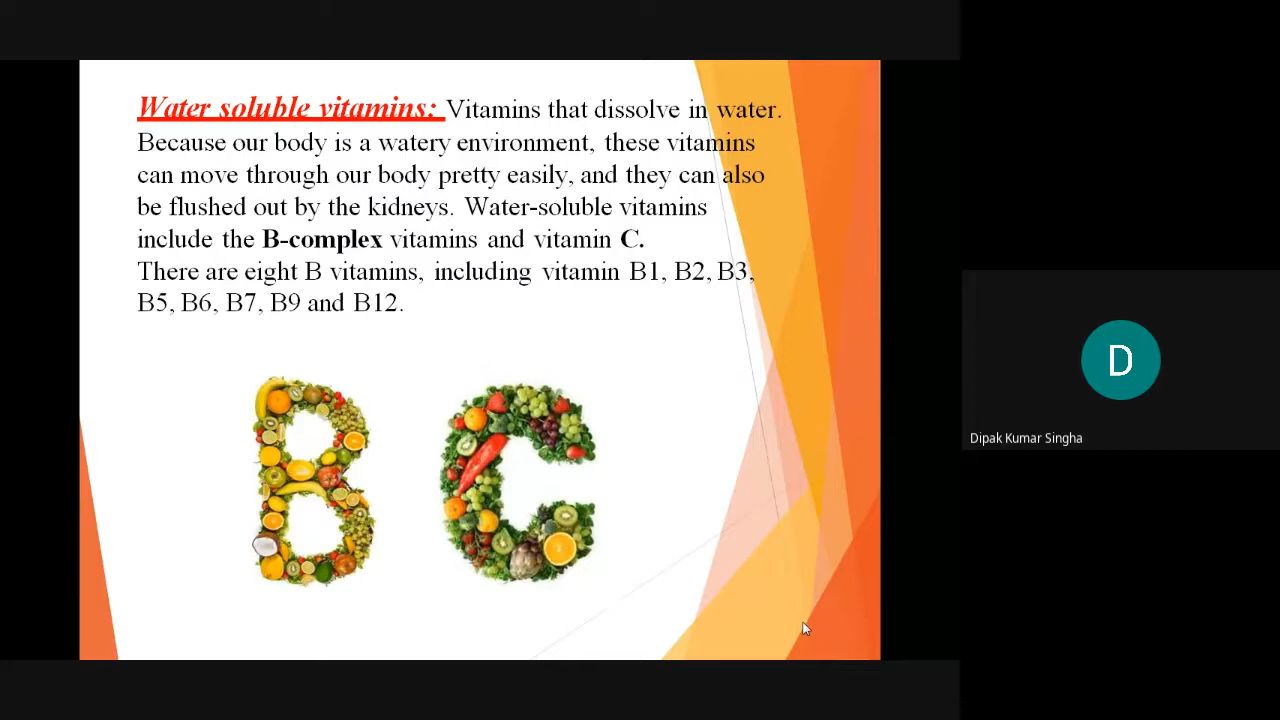 Water soluble vitamins: Vitamins that dissolve in water.
Because our body is a watery environment, these vitamins
can move through our body pretty easily, and they can also
be flushed out by the kidneys. Water-soluble vitamins
include the B-complex vitamins and vitamin C.
There are eight B vitamins, including vitamin B1, B2, B3,
B5, B6, B7, B9 and B12.
B C
D
Dipak Kumar Singha